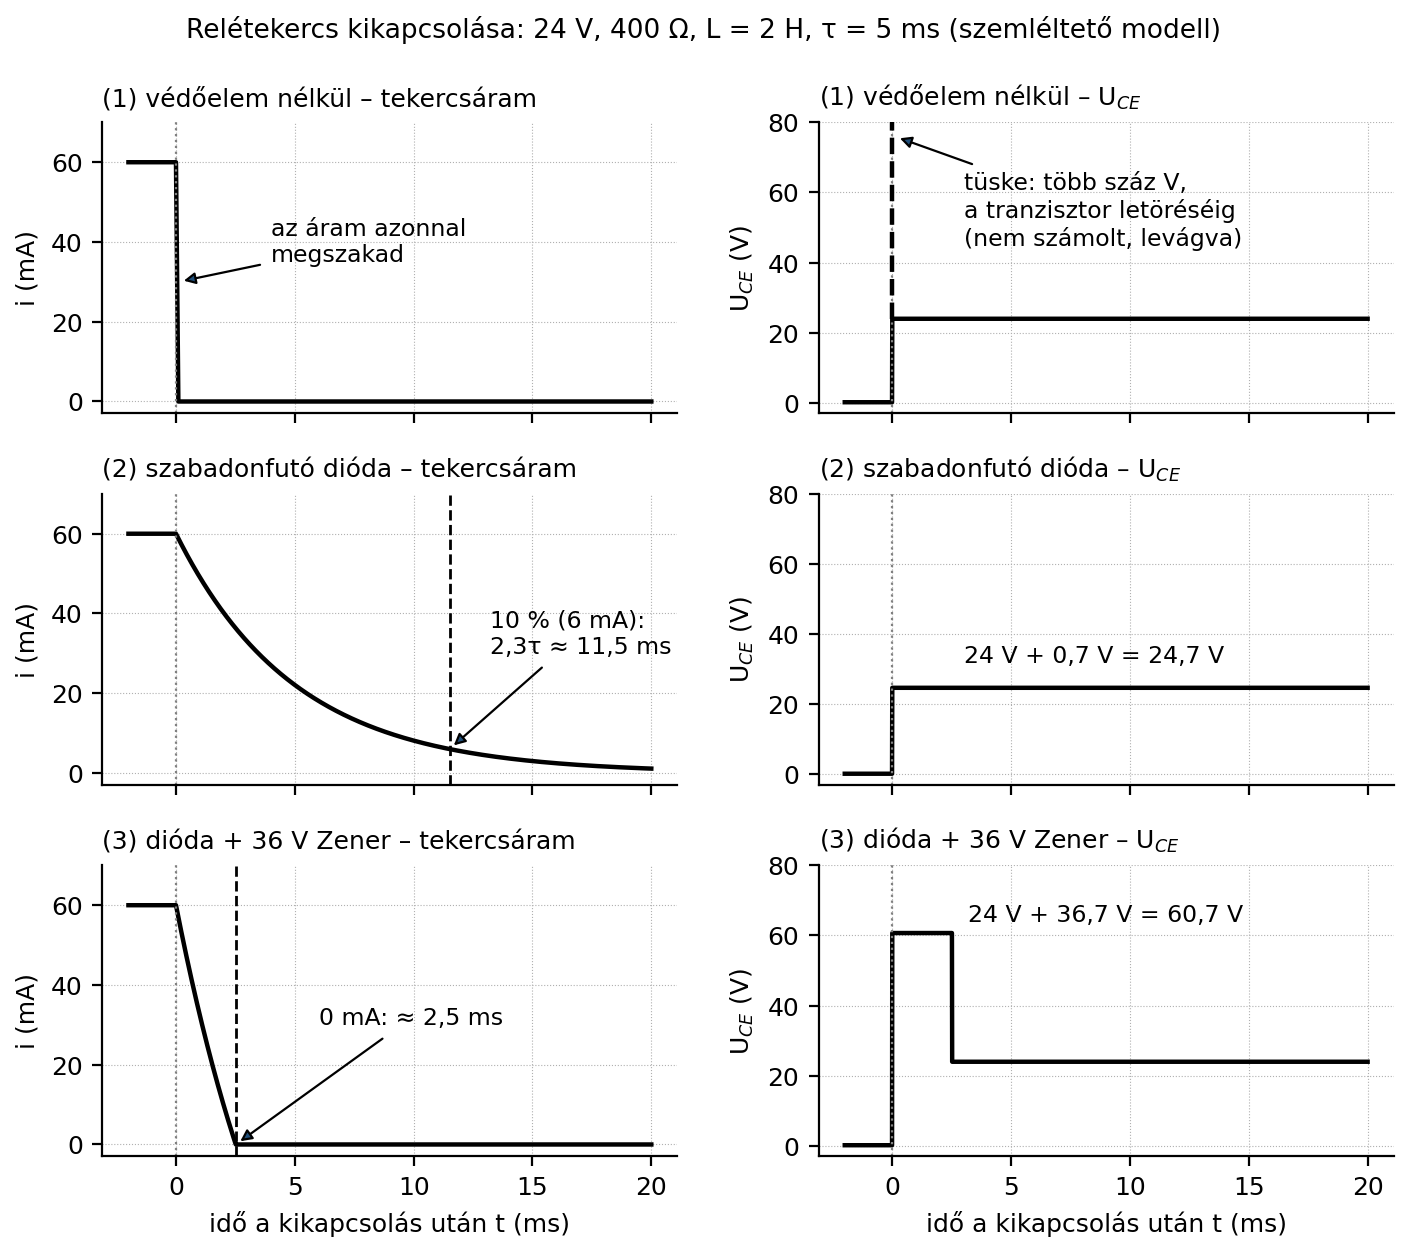 Relétekercs kikapcsolása: 24 V, 400 Ω, L = 2 H, τ = 5 ms (szemléltető modell)
(1) védőelem nélkül – tekercsáram
i (mA)
60
40
20
0
az áram azonnal
megszakad
(1) védőelem nélkül – U_CE
U_CE (V)
80
60
40
20
0
tüske: több száz V,
a tranzisztor letöréséig
(nem számolt, levágva)
(2) szabadonfutó dióda – tekercsáram
i (mA)
60
40
20
0
10 % (6 mA):
2,3τ ≈ 11,5 ms
(2) szabadonfutó dióda – U_CE
U_CE (V)
80
60
40
20
0
24 V + 0,7 V = 24,7 V
(3) dióda + 36 V Zener – tekercsáram
i (mA)
60
40
20
0
0 mA: ≈ 2,5 ms
0 5 10 15 20
idő a kikapcsolás után t (ms)
(3) dióda + 36 V Zener – U_CE
U_CE (V)
80
60
40
20
0
24 V + 36,7 V = 60,7 V
0 5 10 15 20
idő a kikapcsolás után t (ms)